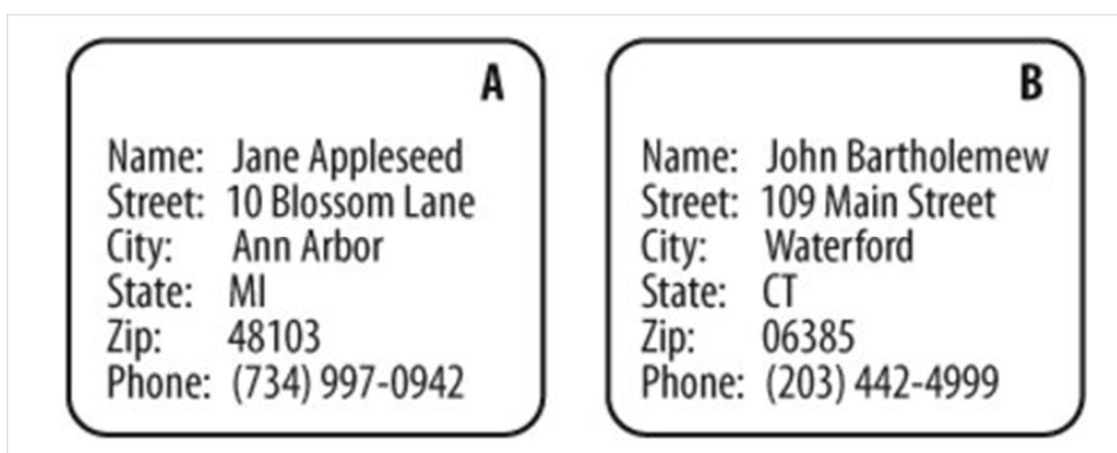 A
Name: Jane Appleseed
Street: 10 Blossom Lane
City: Ann Arbor
State: MI
Zip: 48103
Phone: (734) 997-0942
B
Name: John Bartholemew
Street: 109 Main Street
City: Waterford
State: CT
Zip: 06385
Phone: (203) 442-4999